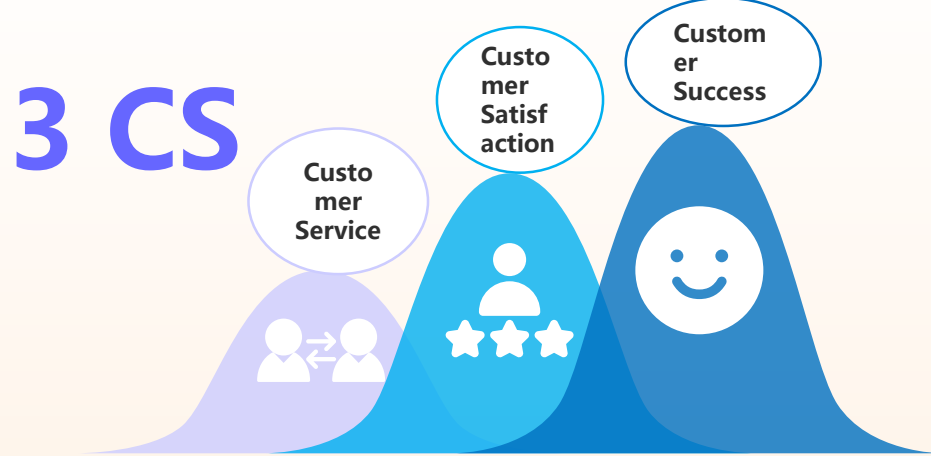 3 CS
Custo
mer
Service
Custo
mer
Satisf
action
Custom
er
Success